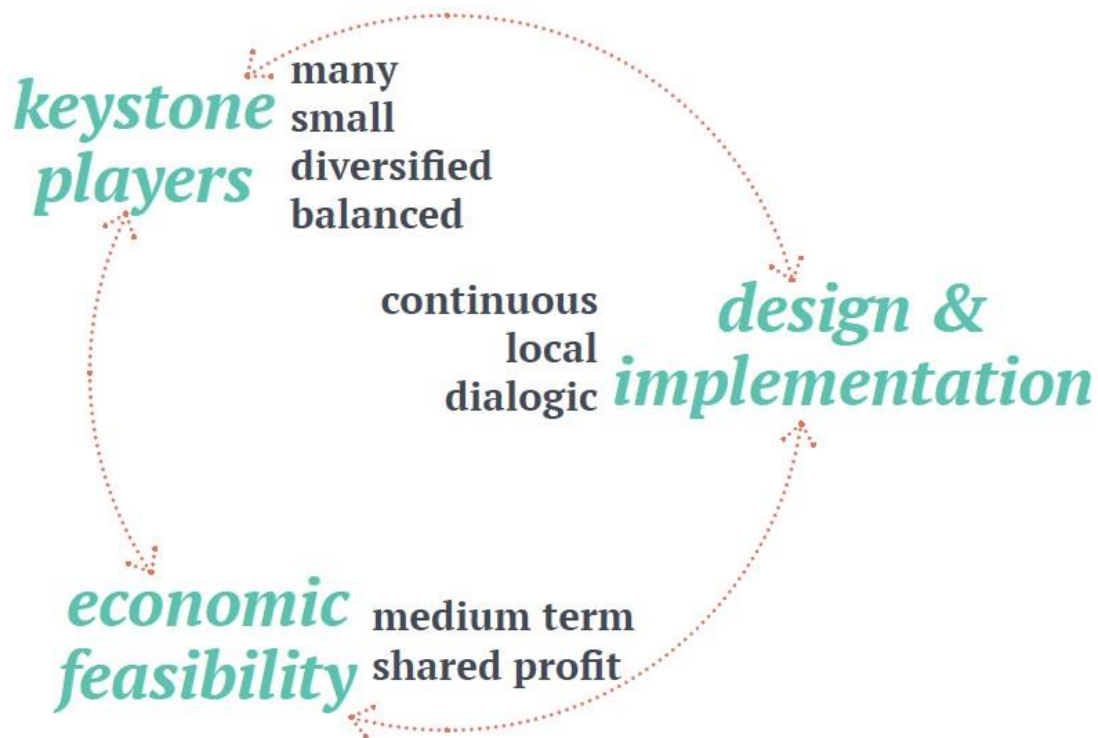 keystone
players
many
small
diversified
balanced
continuous
local
dialogic
design &
implementation
economic
feasibility
medium term
shared profit